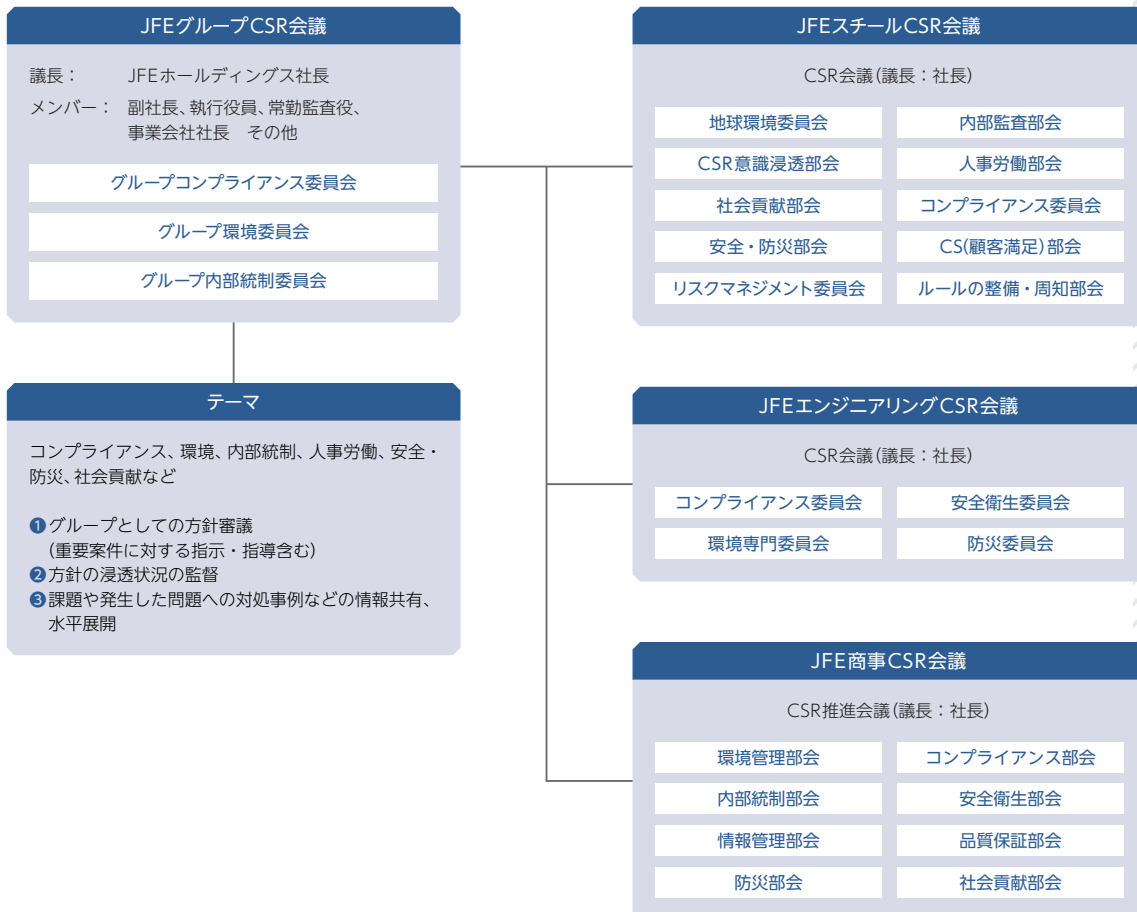 JFEグループCSR会議
議長： JFEホールディングス社長
メンバー： 副社長、執行役員、常勤監査役、
事業会社社長 その他
グループコンプライアンス委員会
グループ環境委員会
グループ内部統制委員会
テーマ
コンプライアンス、環境、内部統制、人事労働、安全・
防災、社会貢献など
❶グループとしての方針審議
(重要案件に対する指示・指導含む)
❷方針の浸透状況の監督
❸課題や発生した問題への対処事例などの情報共有、
水平展開
JFEスチールCSR会議
CSR会議(議長：社長)
地球環境委員会 内部監査部会
CSR意識浸透部会 人事労働部会
社会貢献部会 コンプライアンス委員会
安全・防災部会 CS(顧客満足)部会
リスクマネジメント委員会 ルールの整備・周知部会
JFEエンジニアリングCSR会議
CSR会議(議長：社長)
コンプライアンス委員会 安全衛生委員会
環境専門委員会 防災委員会
JFE商事CSR会議
CSR推進会議(議長：社長)
環境管理部会 コンプライアンス部会
内部統制部会 安全衛生部会
情報管理部会 品質保証部会
防災部会 社会貢献部会